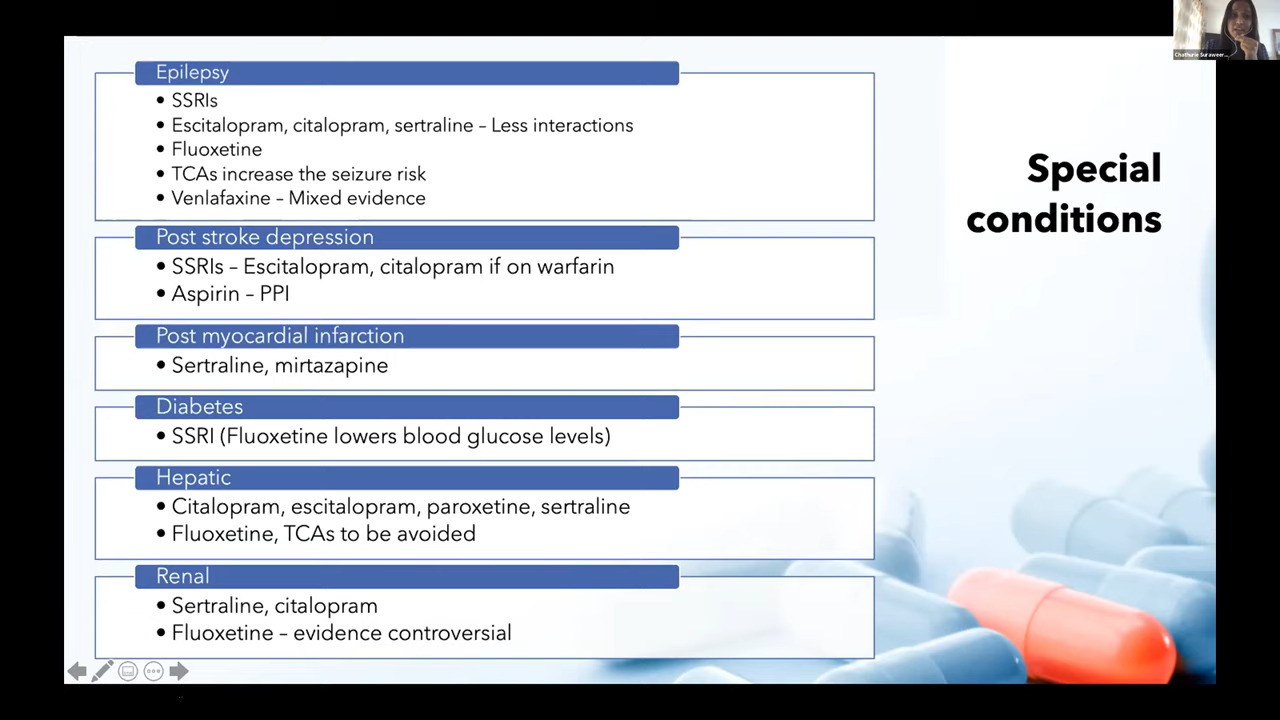 Epilepsy
• SSRIs
• Escitalopram, citalopram, sertraline – Less interactions
• Fluoxetine
• TCAs increase the seizure risk
• Venlafaxine – Mixed evidence
Post stroke depression
• SSRIs – Escitalopram, citalopram if on warfarin
• Aspirin – PPI
Post myocardial infarction
• Sertraline, mirtazapine
Diabetes
• SSRI (Fluoxetine lowers blood glucose levels)
Hepatic
• Citalopram, escitalopram, paroxetine, sertraline
• Fluoxetine, TCAs to be avoided
Renal
• Sertraline, citalopram
• Fluoxetine – evidence controversial
Special
conditions
Chathurie Suraweer...